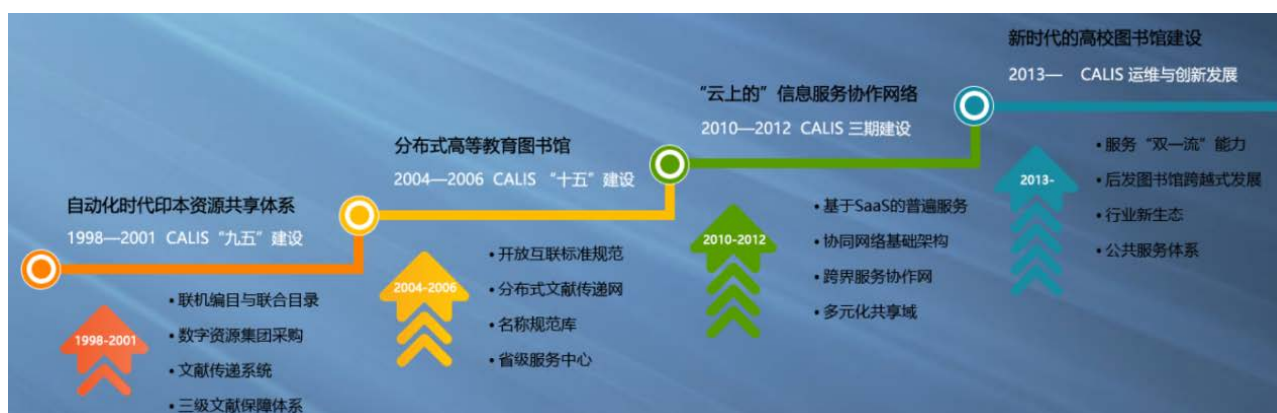 自动化时代印本资源共享体系
1998—2001 CALIS “九五” 建设
1998-2001
•联机编目与联合目录
•数字资源集团采购
•文献传递系统
•三级文献保障体系
分布式高等教育图书馆
2004—2006 CALIS “十五” 建设
2004-2006
•开放互联标准规范
•分布式文献传递网
•名称规范库
•省级服务中心
“云上的” 信息服务协作网络
2010—2012 CALIS 三期建设
2010-2012
•基于SaaS的普遍服务
•协同网络基础架构
•跨界服务协作网
•多元化共享域
新时代的高校图书馆建设
2013— CALIS 运维与创新发展
2013-
•服务 “双一流” 能力
•后发图书馆跨越式发展
•行业新生态
•公共服务体系